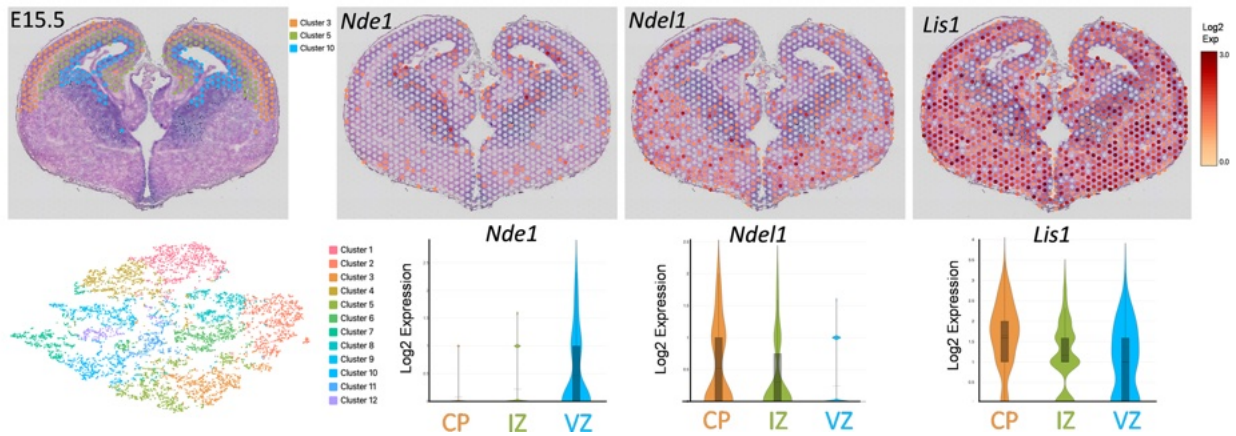 E15.5
Cluster 3
Cluster 5
Cluster 10
Nde1
Ndel1
Lis1
Log2
Exp
3.0
0.0
Cluster 1
Cluster 2
Cluster 3
Cluster 4
Cluster 5
Cluster 6
Cluster 7
Cluster 8
Cluster 9
Cluster 10
Cluster 11
Cluster 12
Nde1
Log2 Expression
CP IZ VZ
Ndel1
Log2 Expression
CP IZ VZ
Lis1
Log2 Expression
CP IZ VZ